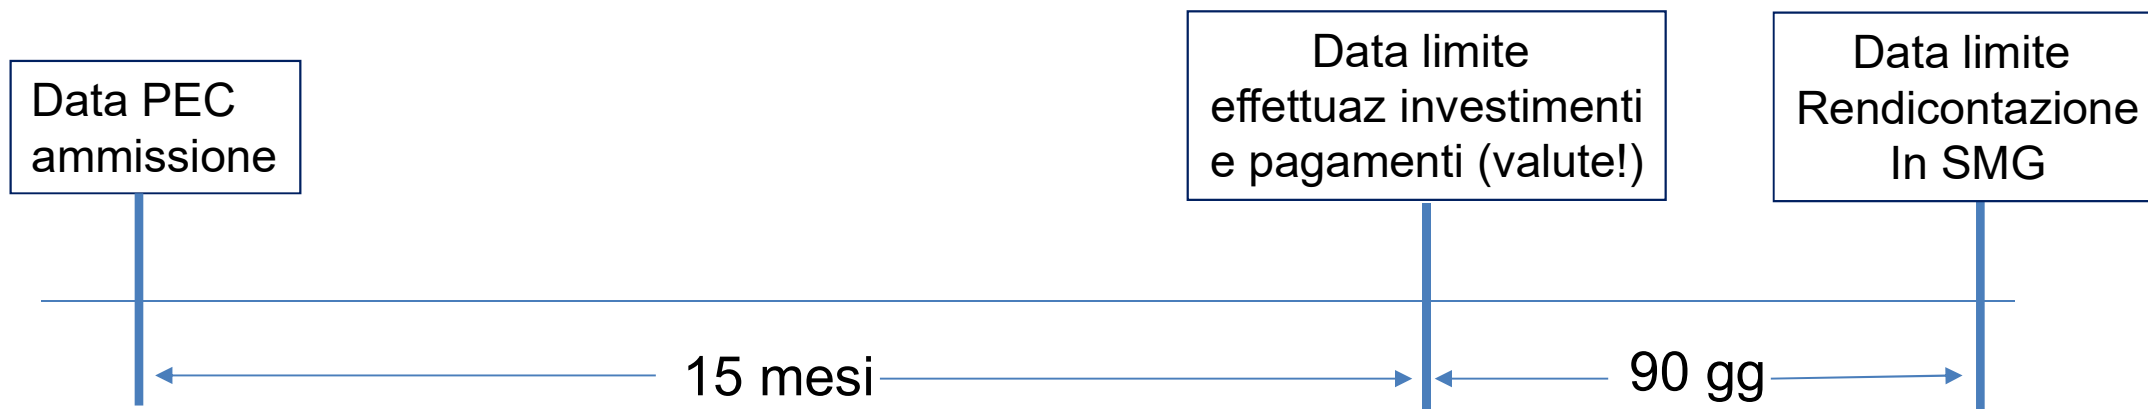 Data PEC
ammissione
Data limite
effettuaz investimenti
e pagamenti (valute!)
Data limite
Rendicontazione
In SMG
15 mesi
90 gg